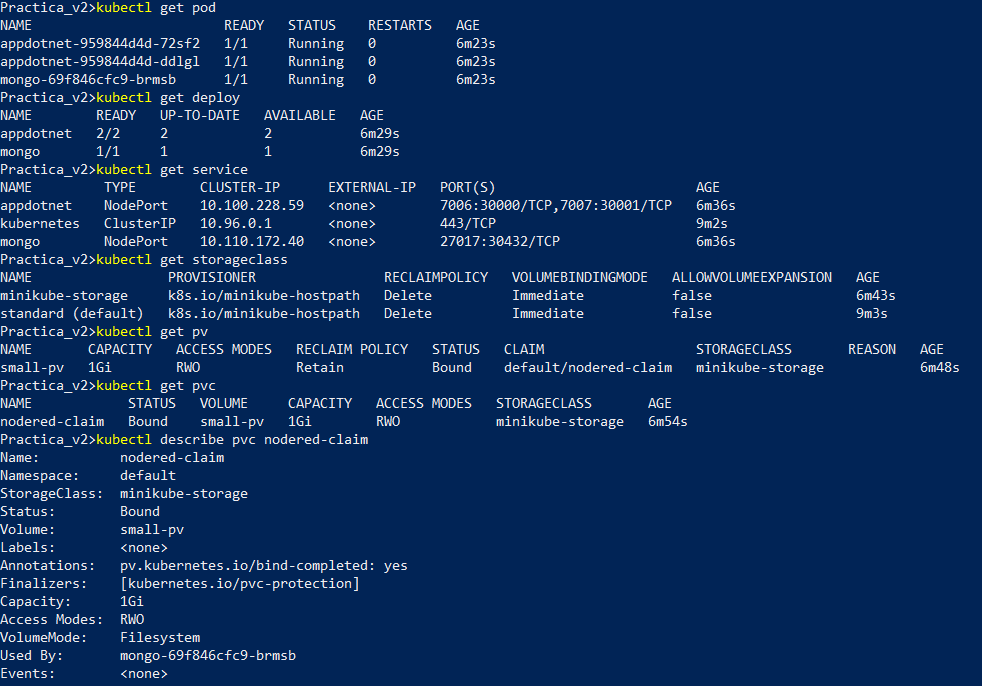 Practica_v2>kubectl get pod
NAME                        READY   STATUS    RESTARTS   AGE
appdotnet-959844d4d-72sf2   1/1     Running   0          6m23s
appdotnet-959844d4d-ddlgl   1/1     Running   0          6m23s
mongo-69f846cfc9-brmsb      1/1     Running   0          6m23s
Practica_v2>kubectl get deploy
NAME        READY   UP-TO-DATE   AVAILABLE   AGE
appdotnet   2/2     2            2           6m29s
mongo       1/1     1            1           6m29s
Practica_v2>kubectl get service
NAME         TYPE        CLUSTER-IP      EXTERNAL-IP   PORT(S)                         AGE
appdotnet    NodePort    10.100.228.59   <none>        7006:30000/TCP,7007:30001/TCP   6m36s
kubernetes   ClusterIP   10.96.0.1       <none>        443/TCP                         9m2s
mongo        NodePort    10.110.172.40   <none>        27017:30432/TCP                 6m36s
Practica_v2>kubectl get storageclass
NAME                 PROVISIONER                RECLAIMPOLICY   VOLUMEBINDINGMODE   ALLOWVOLUMEEXPANSION   AGE
minikube-storage     k8s.io/minikube-hostpath   Delete          Immediate           false                  6m43s
standard (default)   k8s.io/minikube-hostpath   Delete          Immediate           false                  9m3s
Practica_v2>kubectl get pv
NAME       CAPACITY   ACCESS MODES   RECLAIM POLICY   STATUS   CLAIM                   STORAGECLASS       REASON   AGE
small-pv   1Gi        RWO            Retain           Bound    default/nodered-claim   minikube-storage            6m48s
Practica_v2>kubectl get pvc
NAME            STATUS   VOLUME     CAPACITY   ACCESS MODES   STORAGECLASS       AGE
nodered-claim   Bound    small-pv   1Gi        RWO            minikube-storage   6m54s
Practica_v2>kubectl describe pvc nodered-claim
Name:          nodered-claim
Namespace:     default
StorageClass:  minikube-storage
Status:        Bound
Volume:        small-pv
Labels:        <none>
Annotations:   pv.kubernetes.io/bind-completed: yes
Finalizers:    [kubernetes.io/pvc-protection]
Capacity:      1Gi
Access Modes:  RWO
VolumeMode:    Filesystem
Used By:       mongo-69f846cfc9-brmsb
Events:        <none>